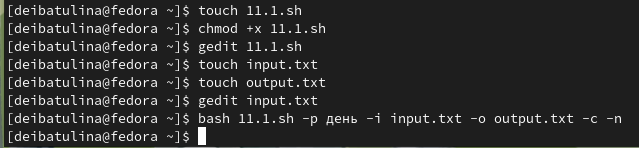 [deibatulina@fedora ~]$ touch 11.1.sh
[deibatulina@fedora ~]$ chmod +x 11.1.sh
[deibatulina@fedora ~]$ gedit 11.1.sh
[deibatulina@fedora ~]$ touch input.txt
[deibatulina@fedora ~]$ touch output.txt
[deibatulina@fedora ~]$ gedit input.txt
[deibatulina@fedora ~]$ bash 11.1.sh -p день -i input.txt -o output.txt -c -n
[deibatulina@fedora ~]$